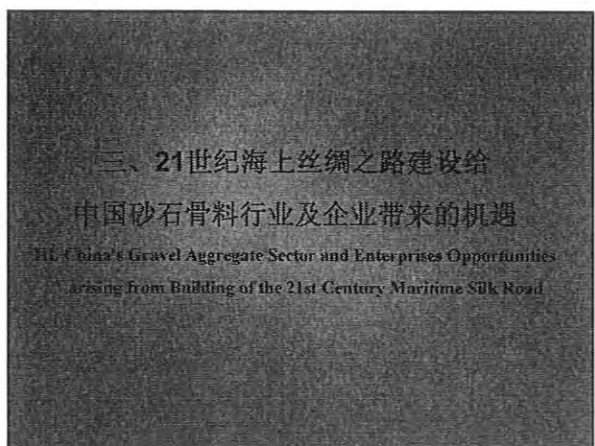 三、21世纪海上丝绸之路建设给
中国砂石骨料行业及企业带来的机遇
III. China's Gravel Aggregate Sector and Enterprises Opportunities
arising from Building of the 21st Century Maritime Silk Road